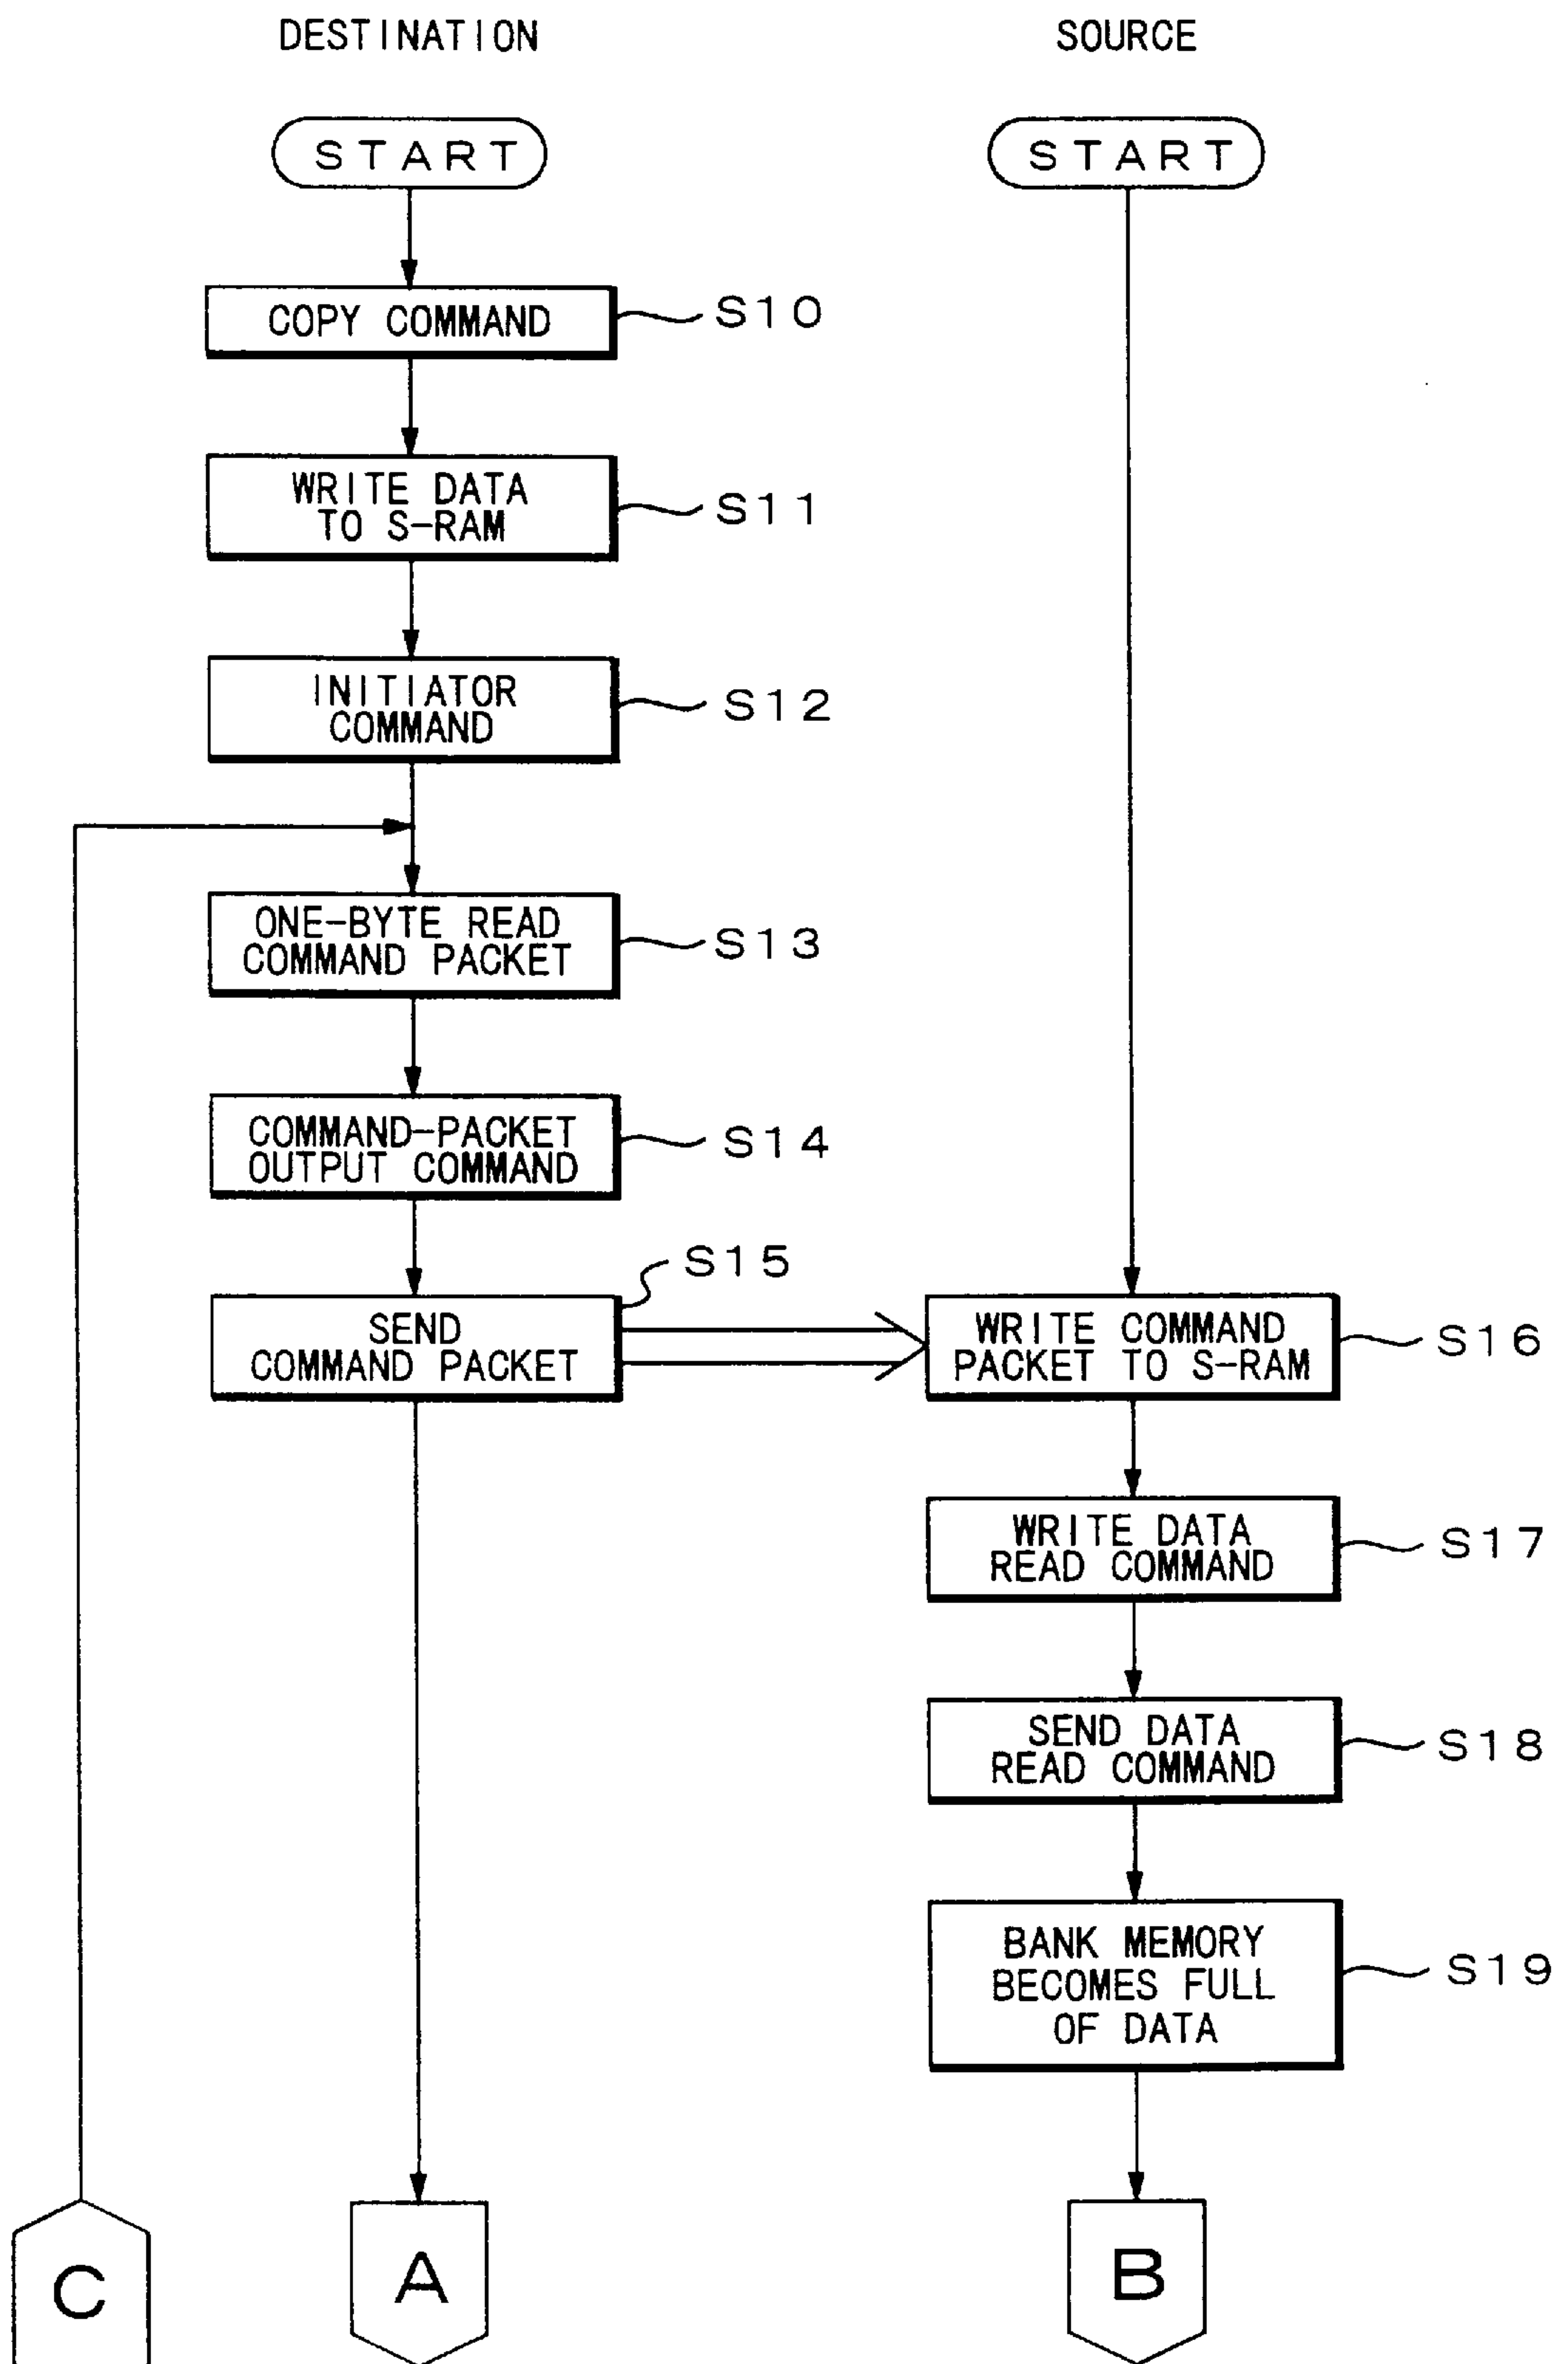 DESTINATION
SOURCE
START
START
COPY COMMAND
S10
WRITE DATA
TO S-RAM
S11
INITIATOR
COMMAND
S12
ONE-BYTE READ
COMMAND PACKET
S13
COMMAND-PACKET
OUTPUT COMMAND
S14
SEND
COMMAND PACKET
S15
WRITE COMMAND
PACKET TO S-RAM
S16
WRITE DATA
READ COMMAND
S17
SEND DATA
READ COMMAND
S18
BANK MEMORY
BECOMES FULL
OF DATA
S19
C
A
B